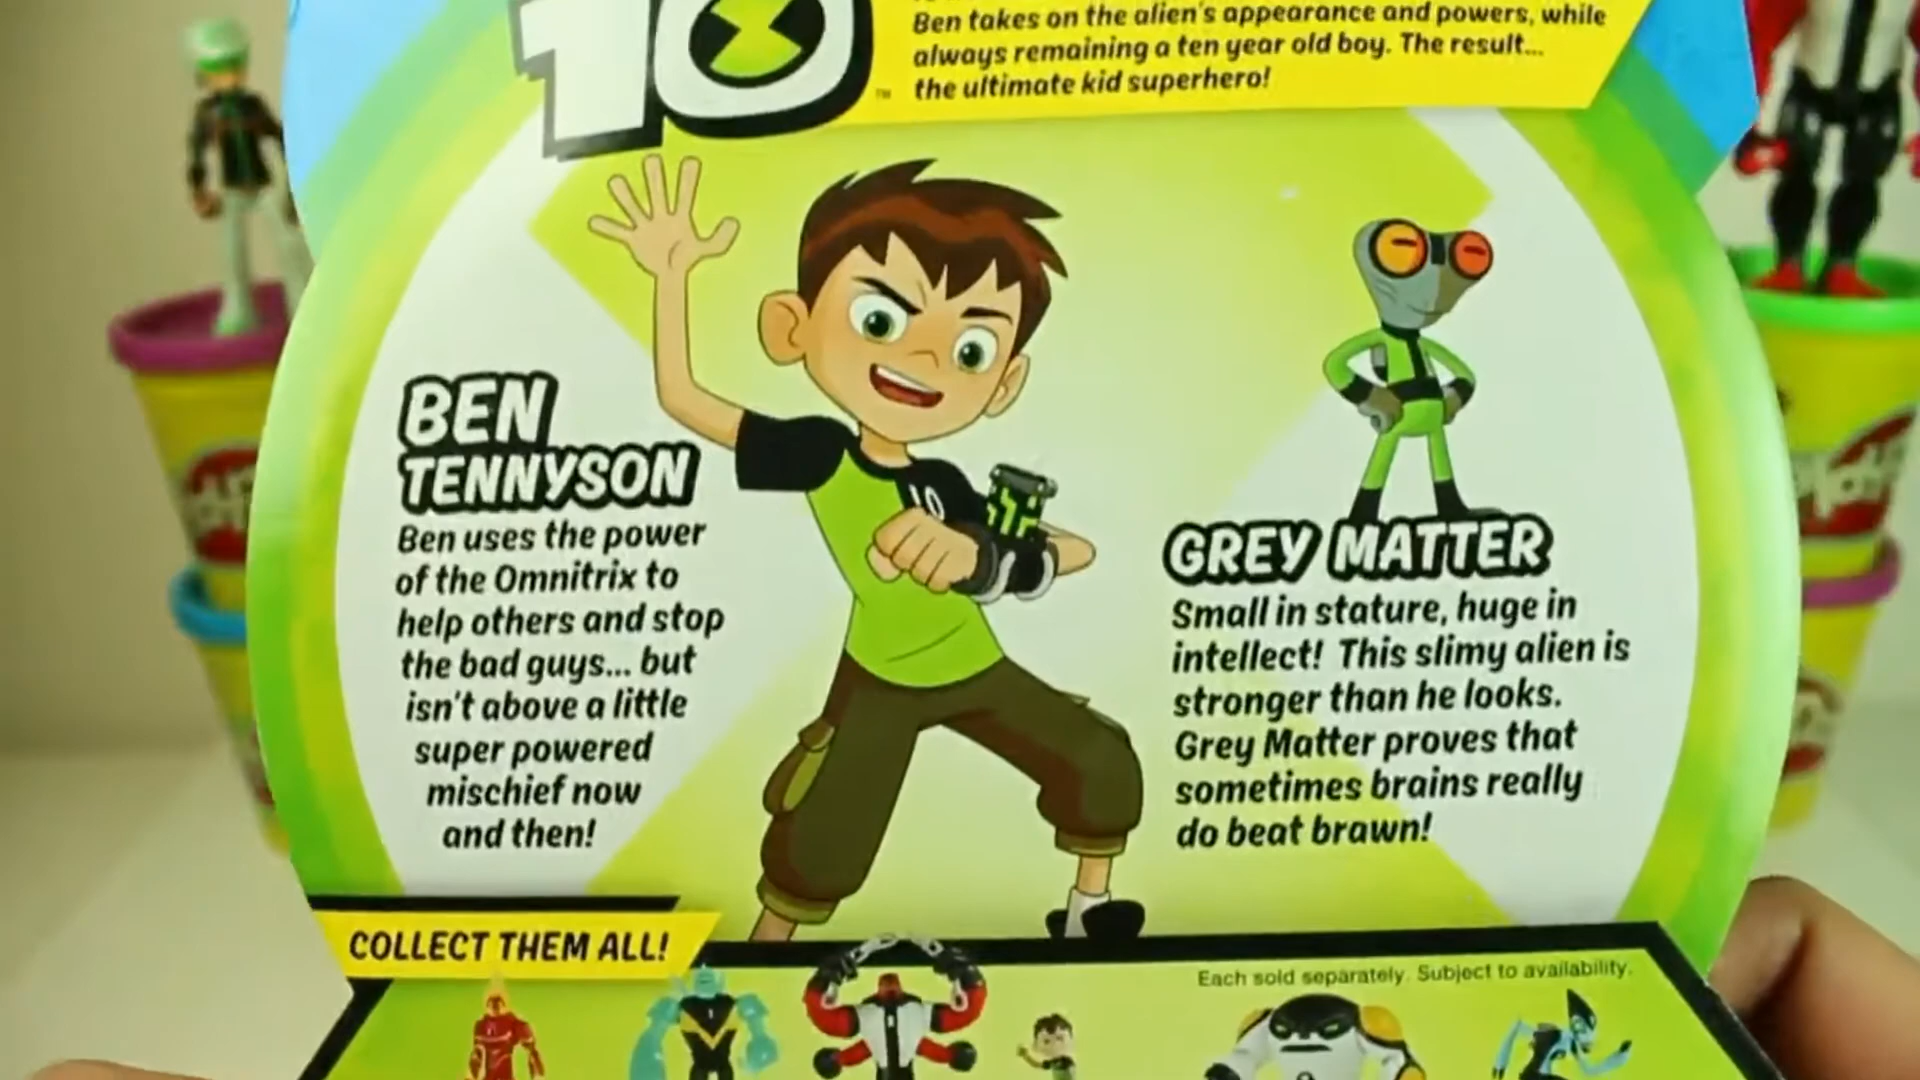 10
™
Ben takes on the alien's appearance and powers, while
always remaining a ten year old boy. The result...
the ultimate kid superhero!
BEN
TENNYSON
Ben uses the power
of the Omnitrix to
help others and stop
the bad guys... but
isn't above a little
super powered
mischief now
and then!
10
GREY MATTER
Small in stature, huge in
intellect! This slimy alien is
stronger than he looks.
Grey Matter proves that
sometimes brains really
do beat brawn!
COLLECT THEM ALL!
Each sold separately. Subject to availability.